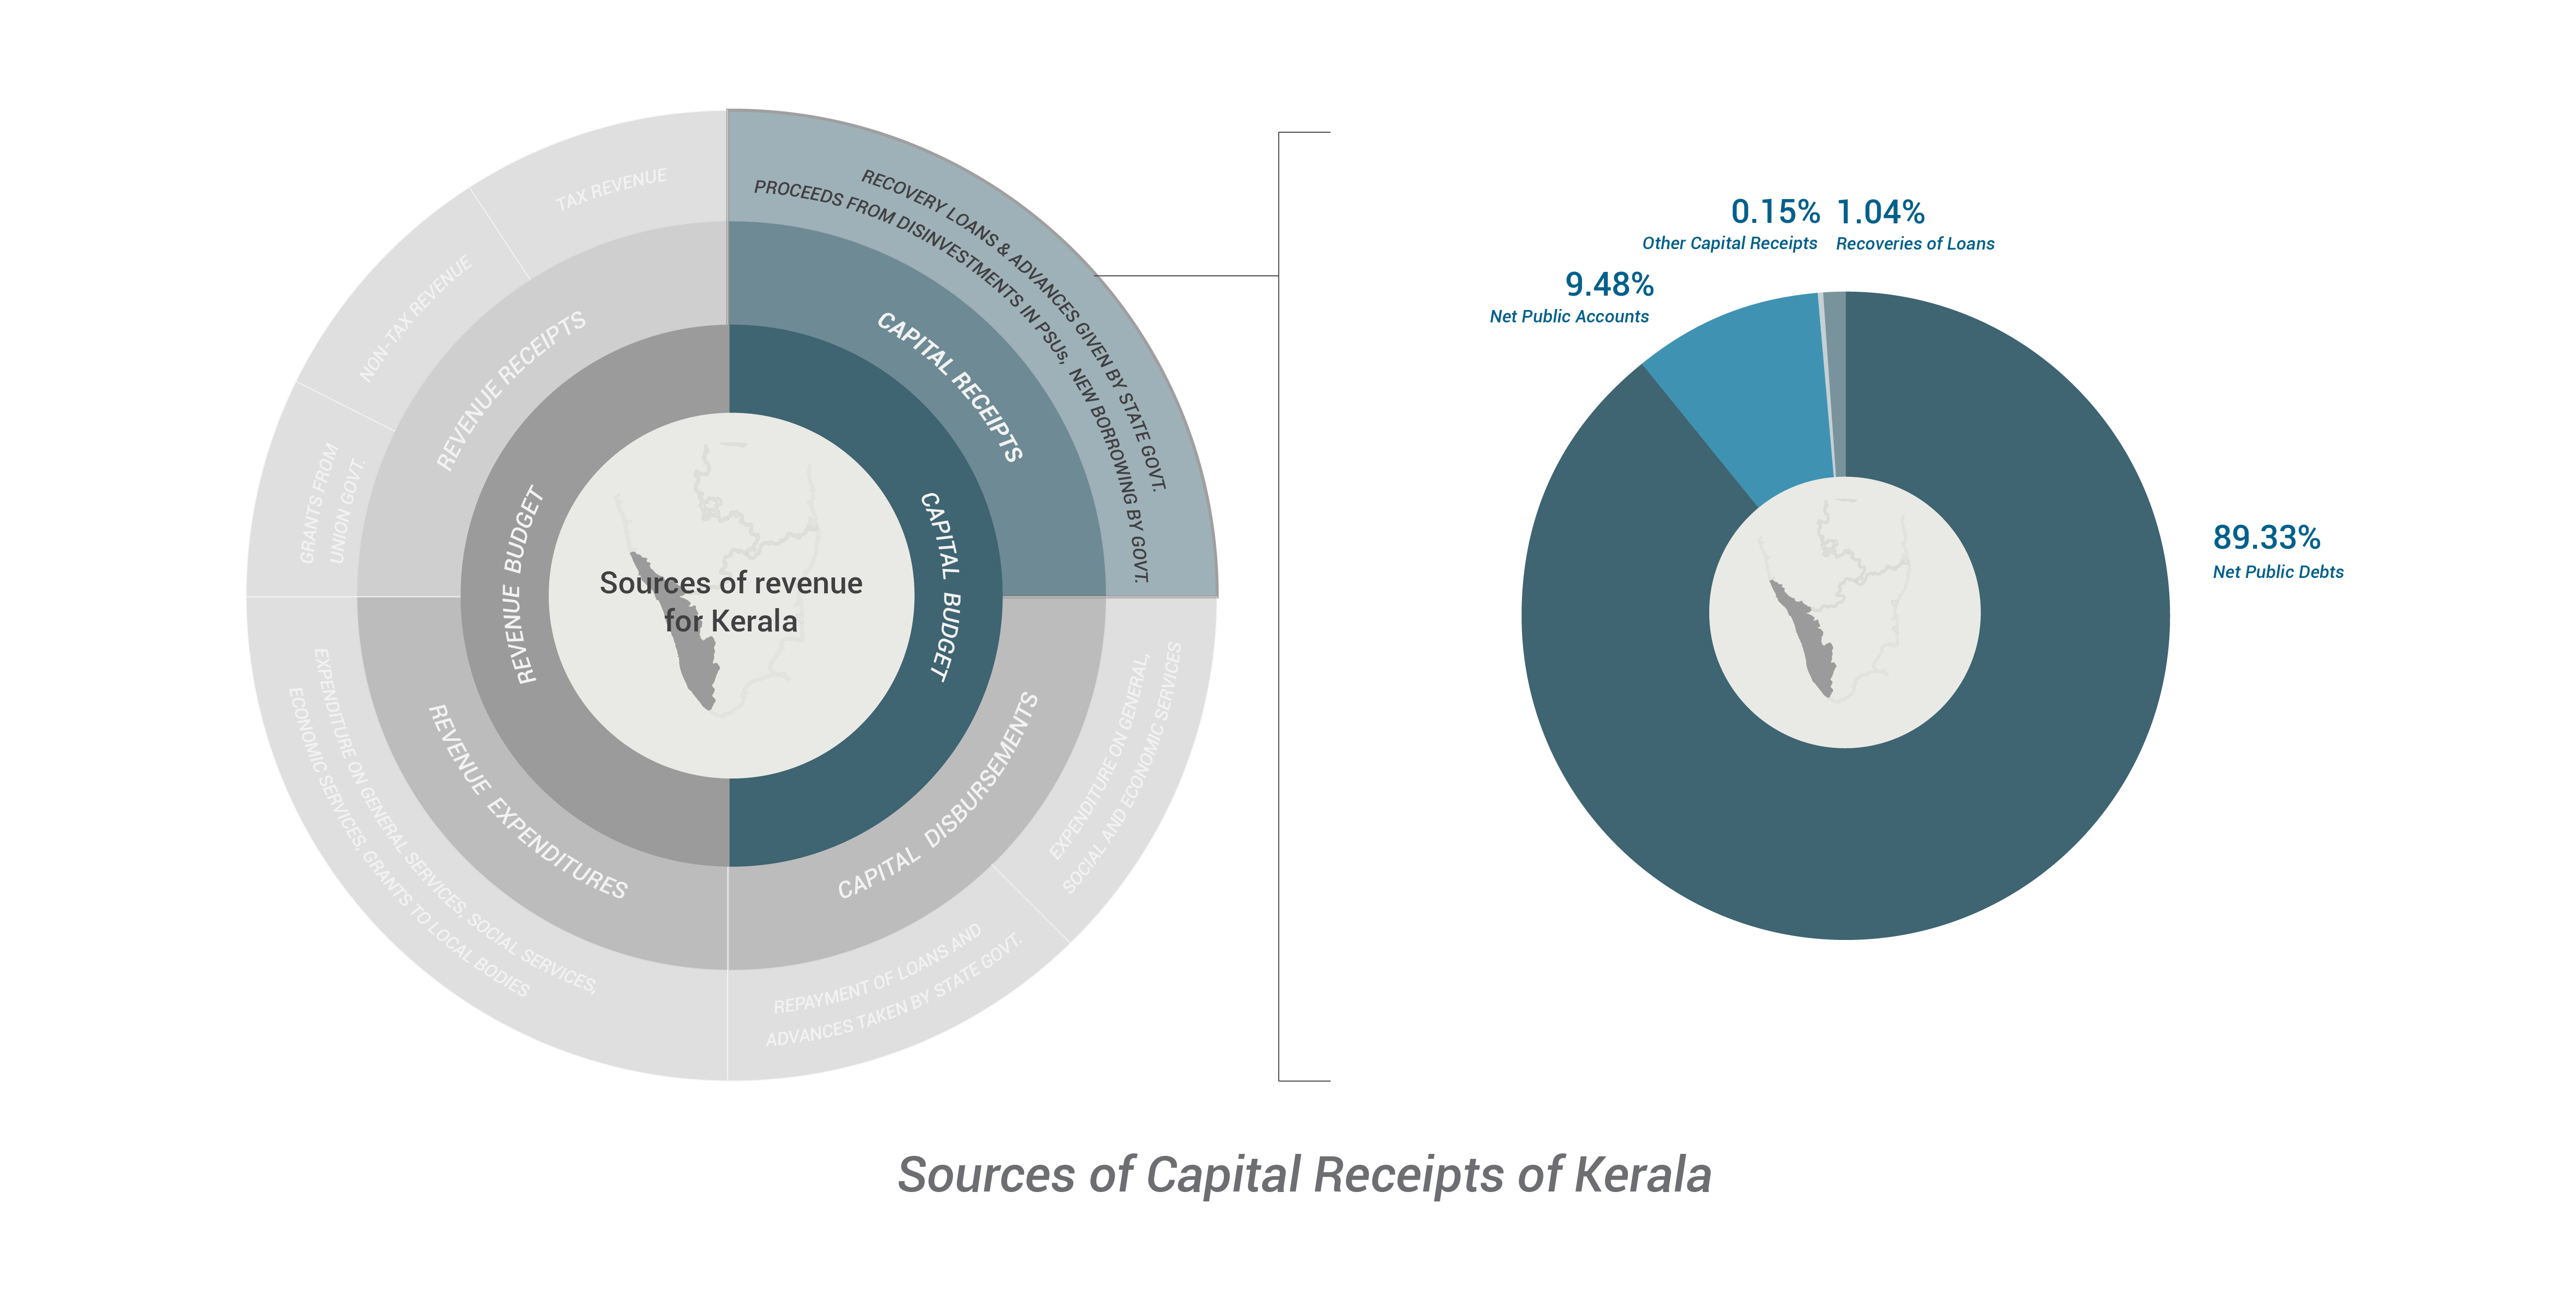 TAX REVENUE
NON-TAX REVENUE
GRANTS FROM
UNION GOVT.
REVENUE RECEIPTS
REVENUE BUDGET
RECOVERY LOANS & ADVANCES GIVEN BY STATE GOVT.
PROCEEDS FROM DISINVESTMENTS IN PSUs, NEW BORROWING BY GOVT.
CAPITAL RECEIPTS
CAPITAL BUDGET
Sources of revenue
for Kerala
REVENUE EXPENDITURES
EXPENDITURE ON GENERAL SERVICES, SOCIAL SERVICES,
ECONOMIC SERVICES, GRANTS TO LOCAL BODIES
CAPITAL DISBURSEMENTS
EXPENDITURE ON GENERAL,
SOCIAL AND ECONOMIC SERVICES
REPAYMENT OF LOANS AND
ADVANCES TAKEN BY STATE GOVT.
0.15%
Other Capital Receipts
1.04%
Recoveries of Loans
9.48%
Net Public Accounts
89.33%
Net Public Debts
Sources of Capital Receipts of Kerala